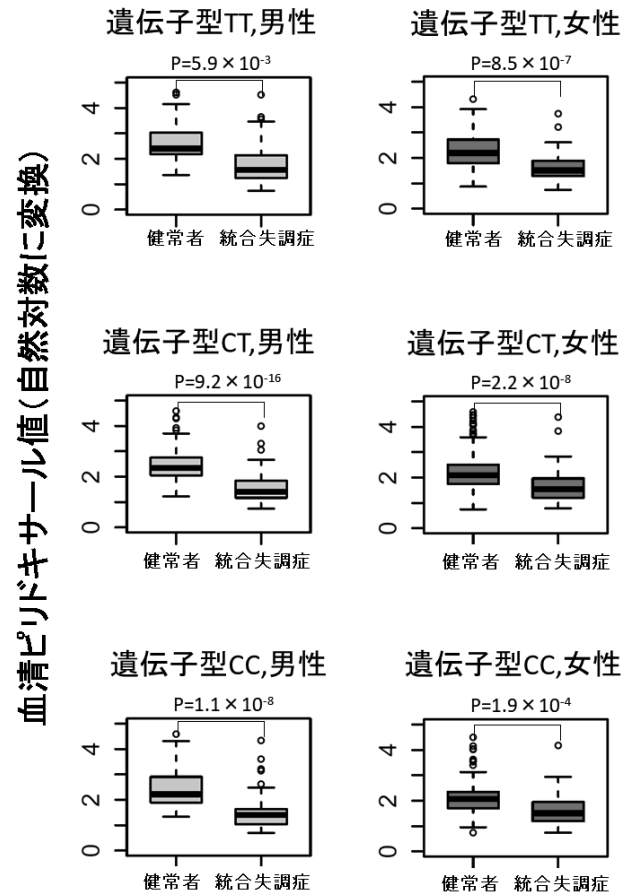 遺伝子型TT,男性
P=5.9×10-3
4
2
0
健常者 統合失調症
遺伝子型TT,女性
P=8.5×10-7
4
2
0
健常者 統合失調症
血清ピリドキサール値(自然対数に変換)
遺伝子型CT,男性
P=9.2×10-16
4
2
0
健常者 統合失調症
遺伝子型CT,女性
P=2.2×10-8
4
2
0
健常者 統合失調症
遺伝子型CC,男性
P=1.1×10-8
4
2
0
健常者 統合失調症
遺伝子型CC,女性
P=1.9×10-4
4
2
0
健常者 統合失調症